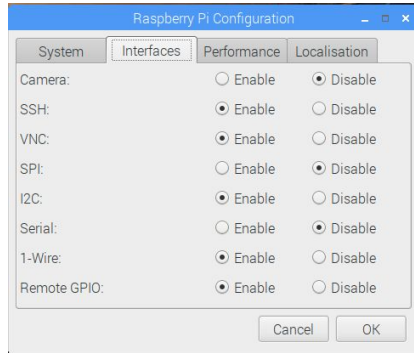 Raspberry Pi Configuration
System Interfaces Performance Localisation
Camera: Enable Disable
SSH: Enable Disable
VNC: Enable Disable
SPI: Enable Disable
I2C: Enable Disable
Serial: Enable Disable
1-Wire: Enable Disable
Remote GPIO: Enable Disable
Cancel OK